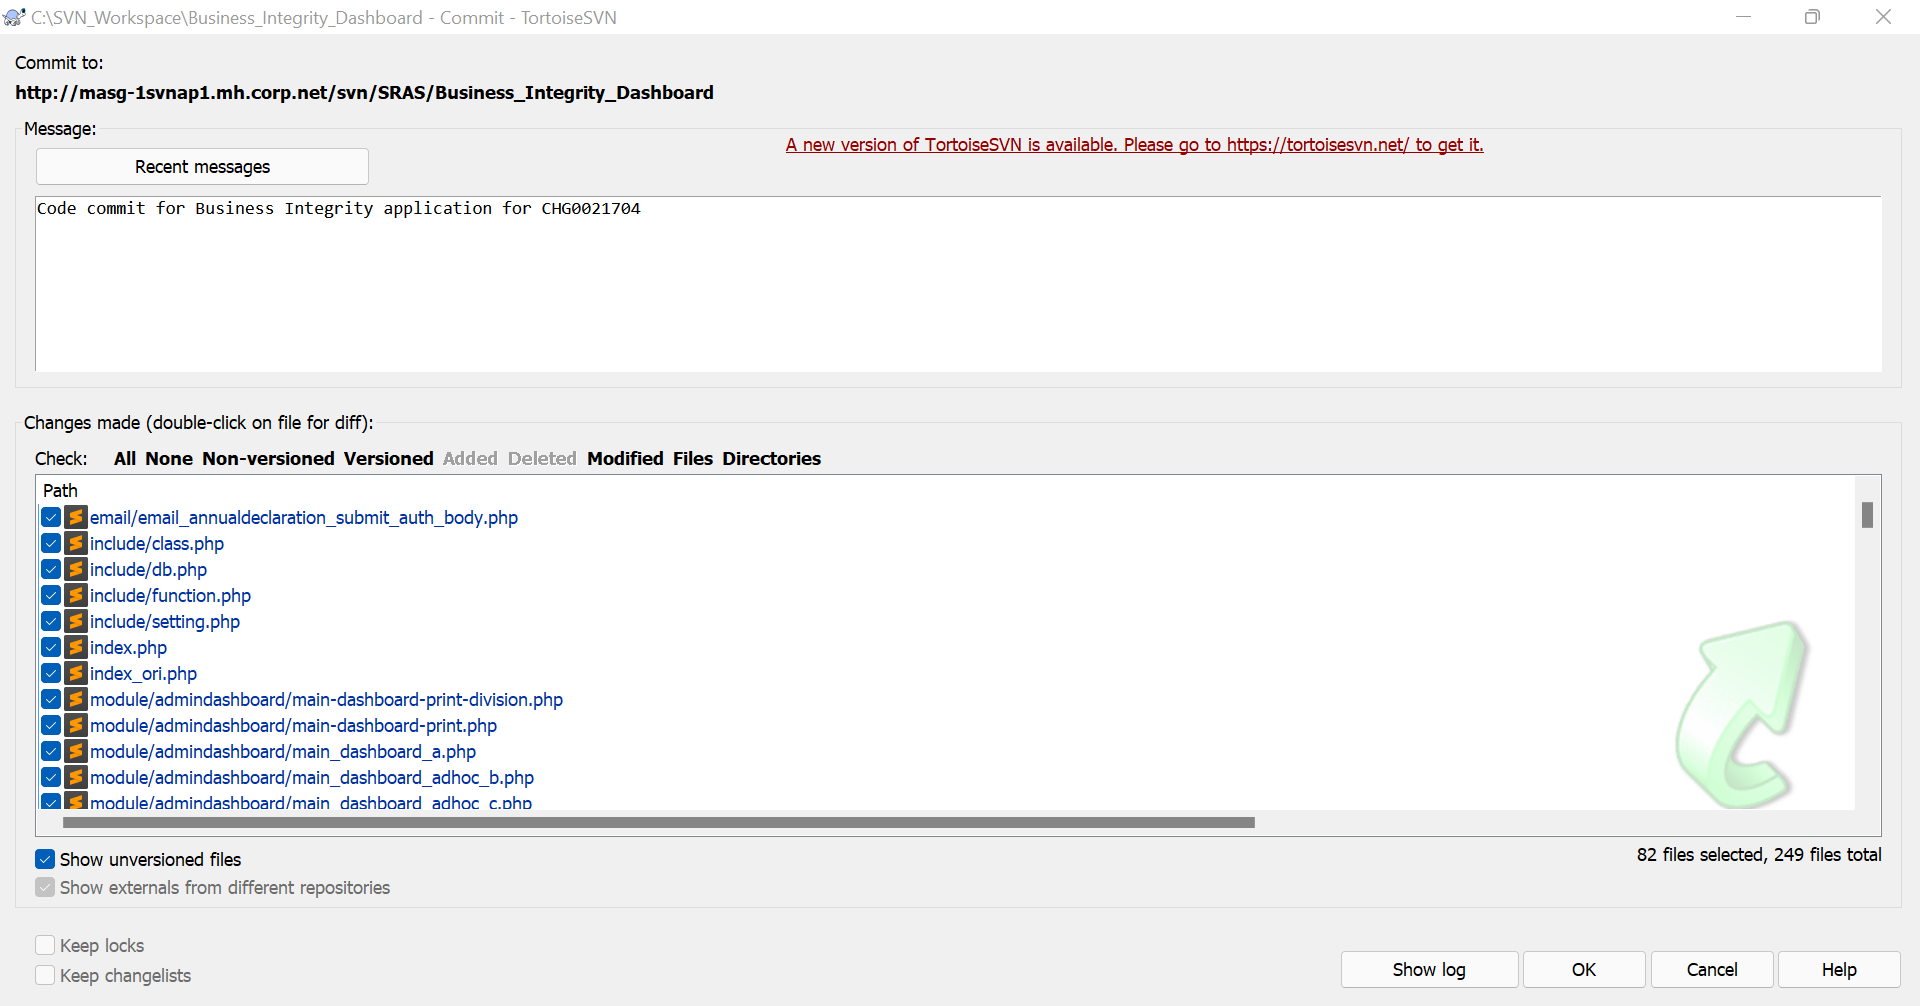 C:\SVN_Workspace\Business_Integrity_Dashboard - Commit - TortoiseSVN
Commit to:
http://masg-1svnap1.mh.corp.net/svn/SRAS/Business_Integrity_Dashboard
Message:
A new version of TortoiseSVN is available. Please go to https://tortoisesvn.net/ to get it.
Recent messages
Code commit for Business Integrity application for CHG0021704
Changes made (double-click on file for diff):
Check: All None Non-versioned Versioned Added Deleted Modified Files Directories
Path
email/email_annualdeclaration_submit_auth_body.php
include/class.php
include/db.php
include/function.php
include/setting.php
index.php
index_ori.php
module/admindashboard/main-dashboard-print-division.php
module/admindashboard/main-dashboard-print.php
module/admindashboard/main_dashboard_a.php
module/admindashboard/main_dashboard_adhoc_b.php
module/admindashboard/main_dashboard_adhoc_c.php
Show unversioned files
82 files selected, 249 files total
Show externals from different repositories
Keep locks
Keep changelists
Show log
OK
Cancel
Help